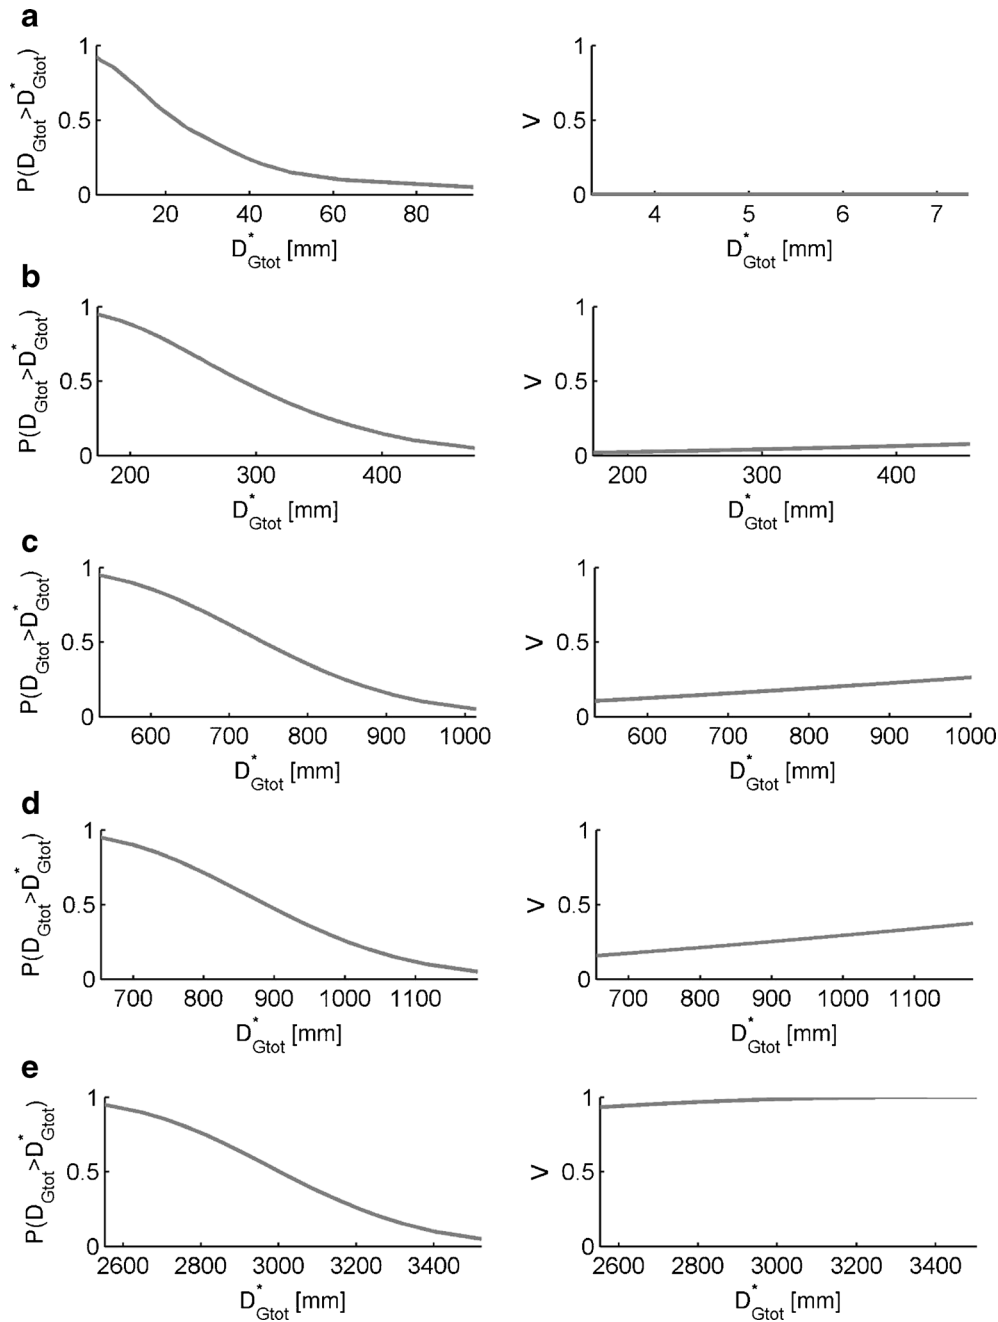 a
P(D_Gtot>D*_Gtot)
1
0.5
0
20 40 60 80
D*_Gtot [mm]
V
1
0.5
0
4 5 6 7
D*_Gtot [mm]
b
P(D_Gtot>D*_Gtot)
1
0.5
0
200 300 400
D*_Gtot [mm]
V
1
0.5
0
200 300 400
D*_Gtot [mm]
c
P(D_Gtot>D*_Gtot)
1
0.5
0
600 700 800 900 1000
D*_Gtot [mm]
V
1
0.5
0
600 700 800 900 1000
D*_Gtot [mm]
d
P(D_Gtot>D*_Gtot)
1
0.5
0
700 800 900 1000 1100
D*_Gtot [mm]
V
1
0.5
0
700 800 900 1000 1100
D*_Gtot [mm]
e
P(D_Gtot>D*_Gtot)
1
0.5
0
2600 2800 3000 3200 3400
D*_Gtot [mm]
V
1
0.5
0
2600 2800 3000 3200 3400
D*_Gtot [mm]